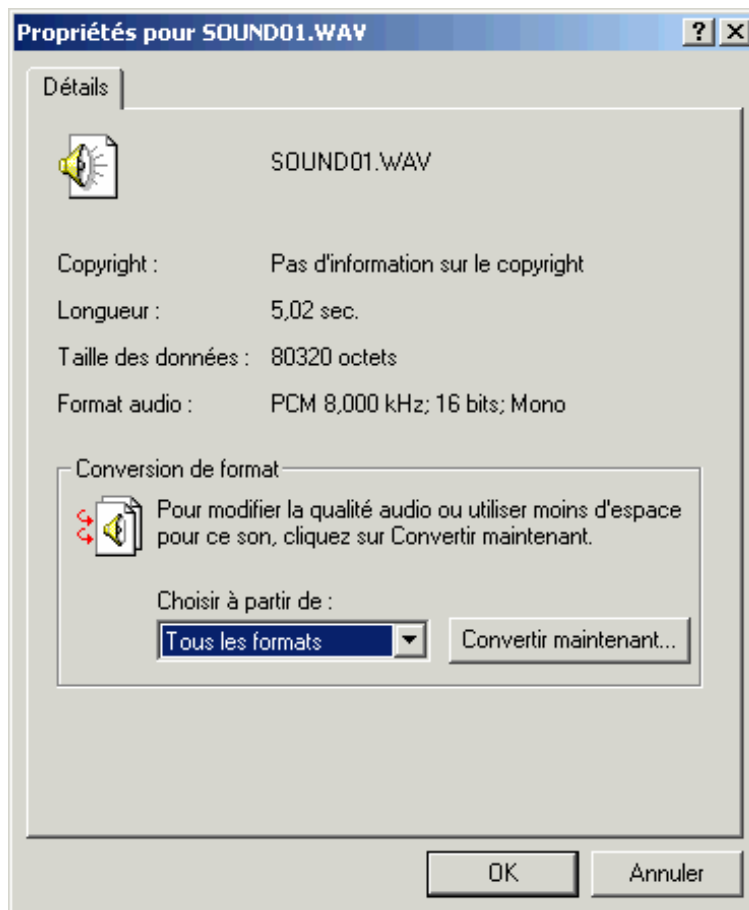 Propriétés pour SOUND01.WAV
Détails
SOUND01.WAV
Copyright : Pas d'information sur le copyright
Longueur : 5,02 sec.
Taille des données : 80320 octets
Format audio : PCM 8,000 kHz; 16 bits; Mono
Conversion de format
Pour modifier la qualité audio ou utiliser moins d'espace
pour ce son, cliquez sur Convertir maintenant.
Choisir à partir de :
Tous les formats Convertir maintenant...
OK Annuler